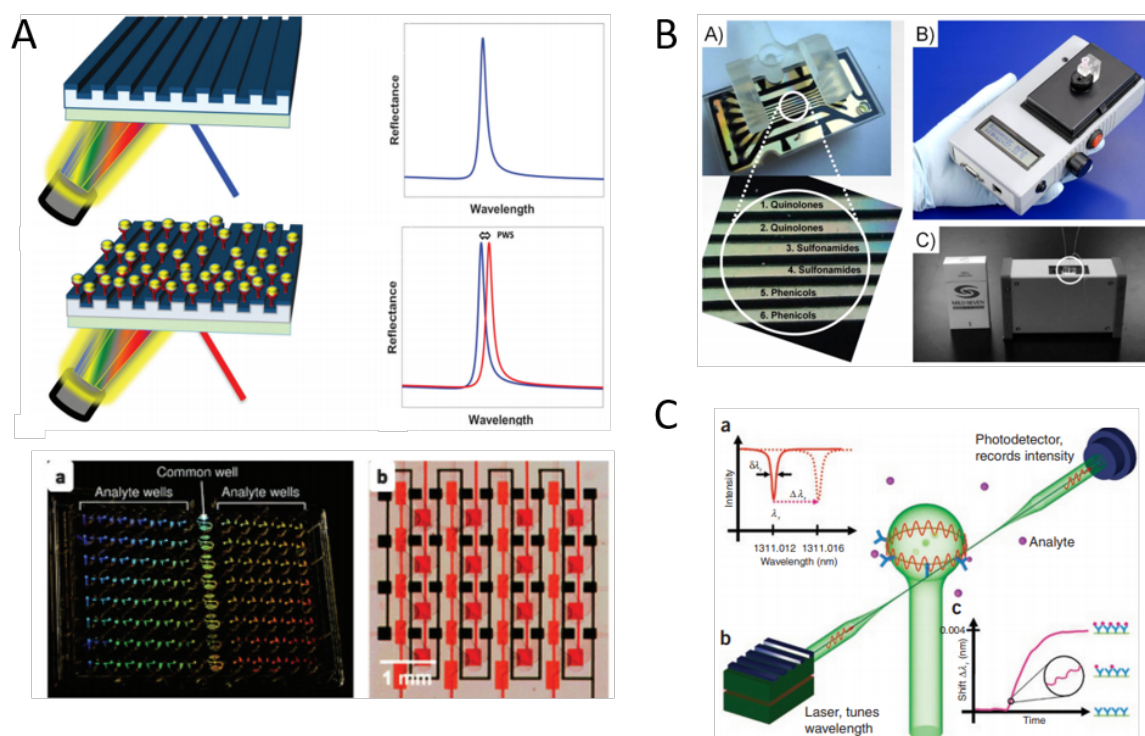 A
Reflectance
Wavelength
PWS
Reflectance
Wavelength
a
Common well
Analyte wells
Analyte wells
b
1 mm
B
A)
1. Quinolones
2. Quinolones
3. Sulfonamides
4. Sulfonamides
5. Phenicols
6. Phenicols
B)
C)
MILD SEVEN
C
a
Intensity
δλr
Δλr
λr
1311.012
1311.016
Wavelength (nm)
Photodetector,
records intensity
Analyte
b
Laser, tunes
wavelength
c
0.004
Shift Δλr (nm)
Time